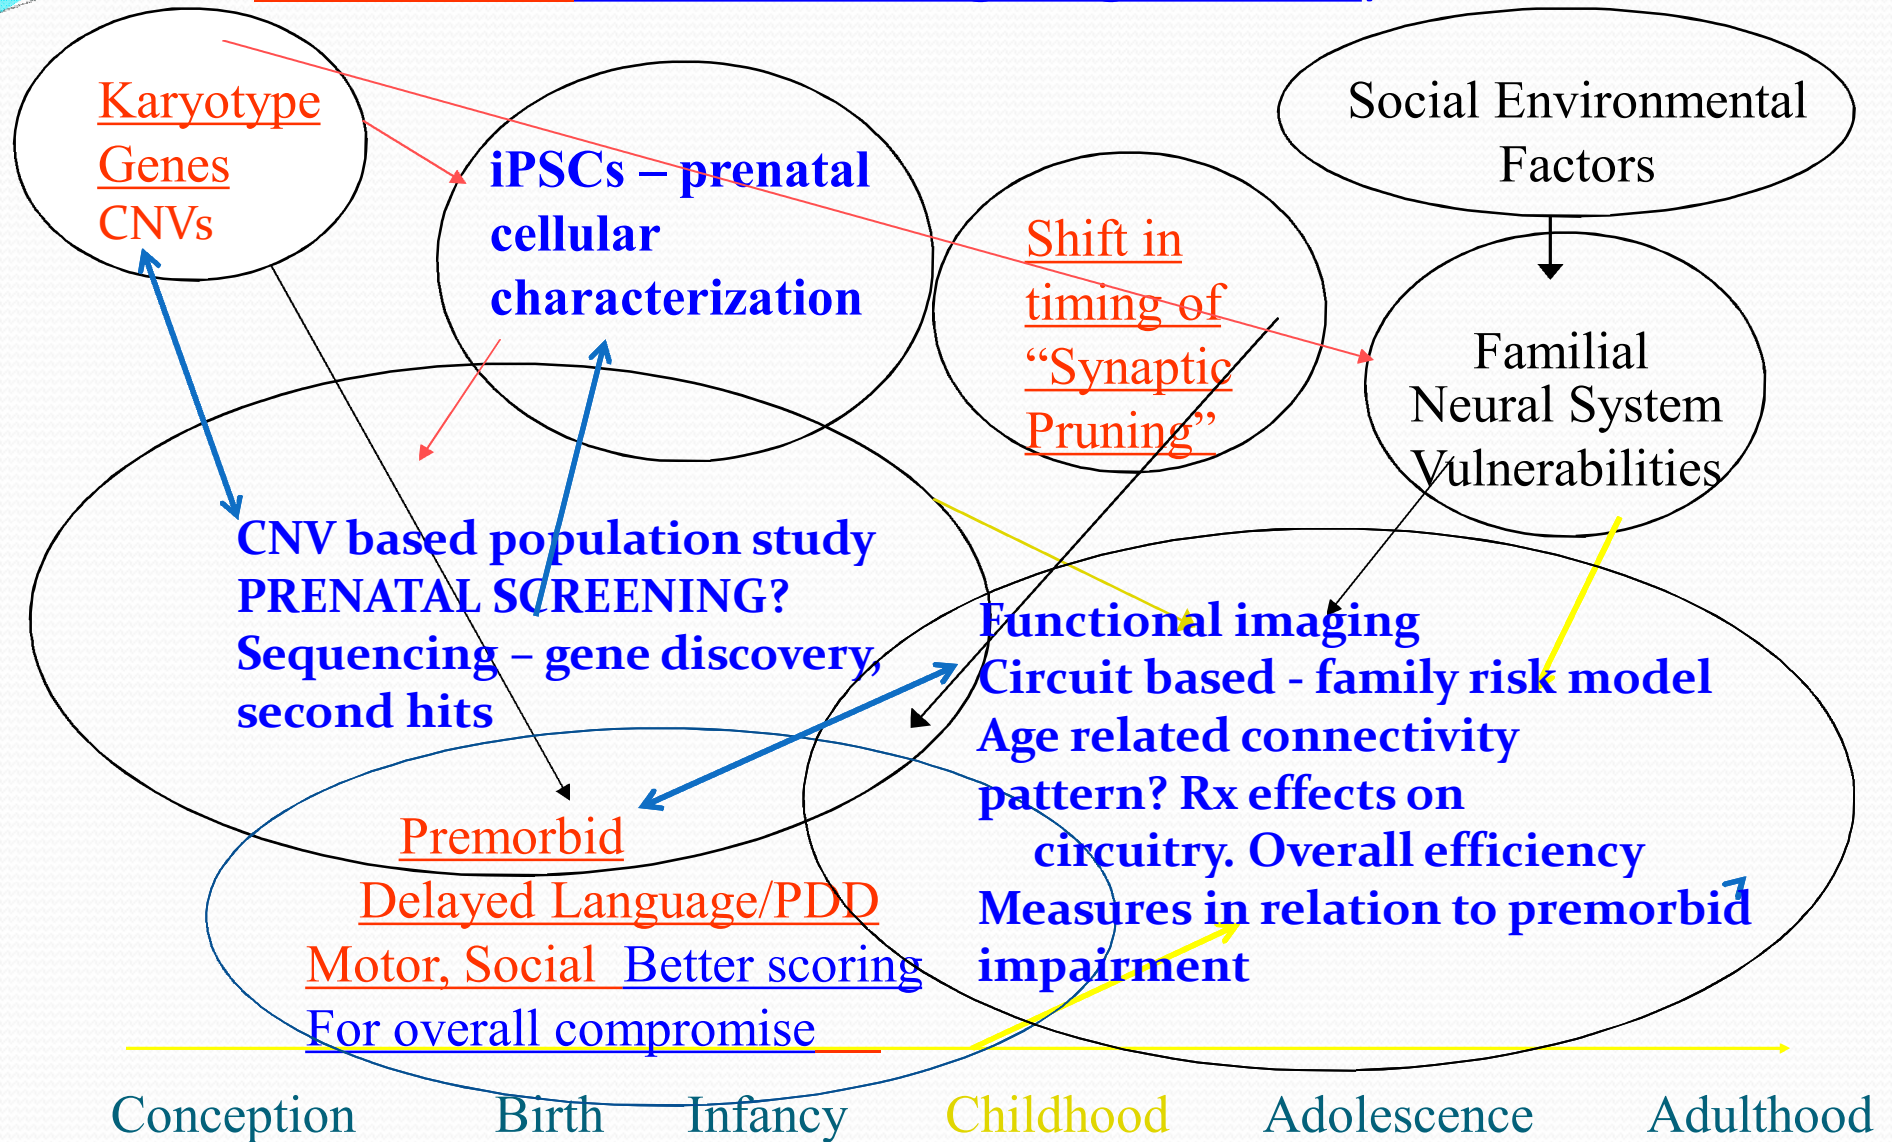 Karyotype
Genes
CNVs
iPSCs – prenatal
cellular
characterization
Shift in
timing of
“Synaptic
Pruning”
Social Environmental
Factors
Familial
Neural System
Vulnerabilities
CNV based population study
PRENATAL SCREENING?
Sequencing – gene discovery,
second hits
Functional imaging
Circuit based - family risk model
Age related connectivity
pattern? Rx effects on
circuitry. Overall efficiency
Measures in relation to premorbid
impairment
Premorbid
Delayed Language/PDD
Motor, Social Better scoring
For overall compromise
Conception Birth Infancy Childhood Adolescence Adulthood